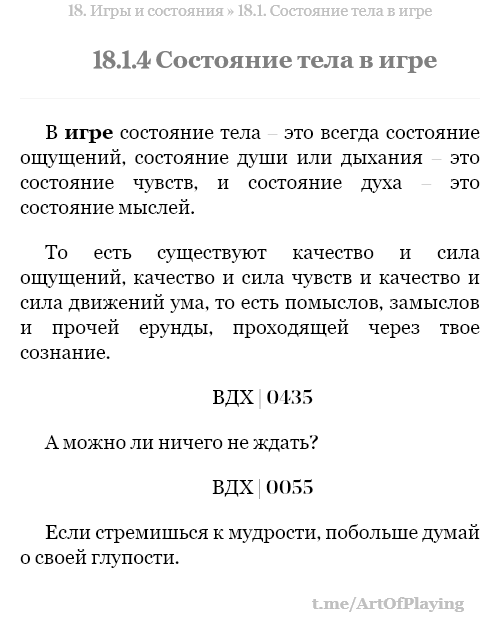 18. Игры и состояния » 18.1. Состояние тела в игре
18.1.4 Состояние тела в игре
В игре состояние тела – это всегда состояние
ощущений, состояние души или дыхания – это
состояние чувств, и состояние духа – это
состояние мыслей.
То есть существуют качество и сила
ощущений, качество и сила чувств и качество и
сила движений ума, то есть помыслов, замыслов
и прочей ерунды, проходящей через твое
сознание.
ВДХ | 0435
А можно ли ничего не ждать?
ВДХ | 0055
Если стремишься к мудрости, побольше думай
о своей глупости.
t.me/ArtOfPlaying